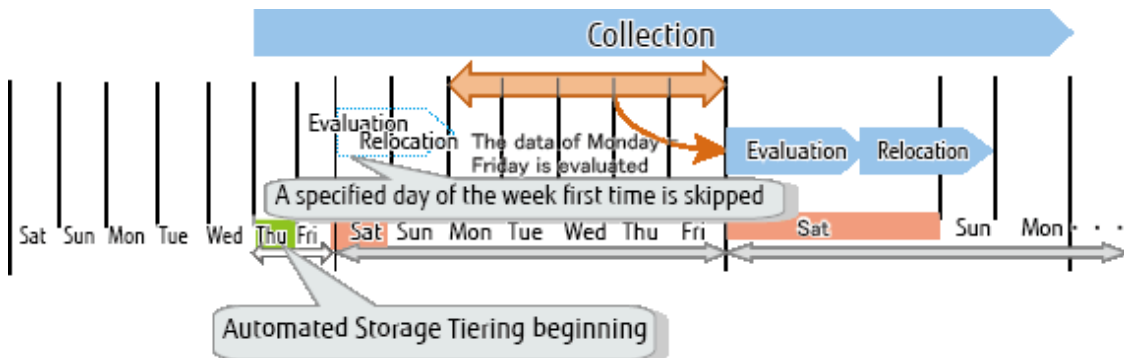 Collection
Evaluation
Relocation
The data of Monday –
Friday is evaluated
Evaluation
Relocation
A specified day of the week first time is skipped
Sat Sun Mon Tue Wed Thu Fri Sat Sun Mon Tue Wed Thu Fri Sat Sun Mon · · ·
Automated Storage Tiering beginning